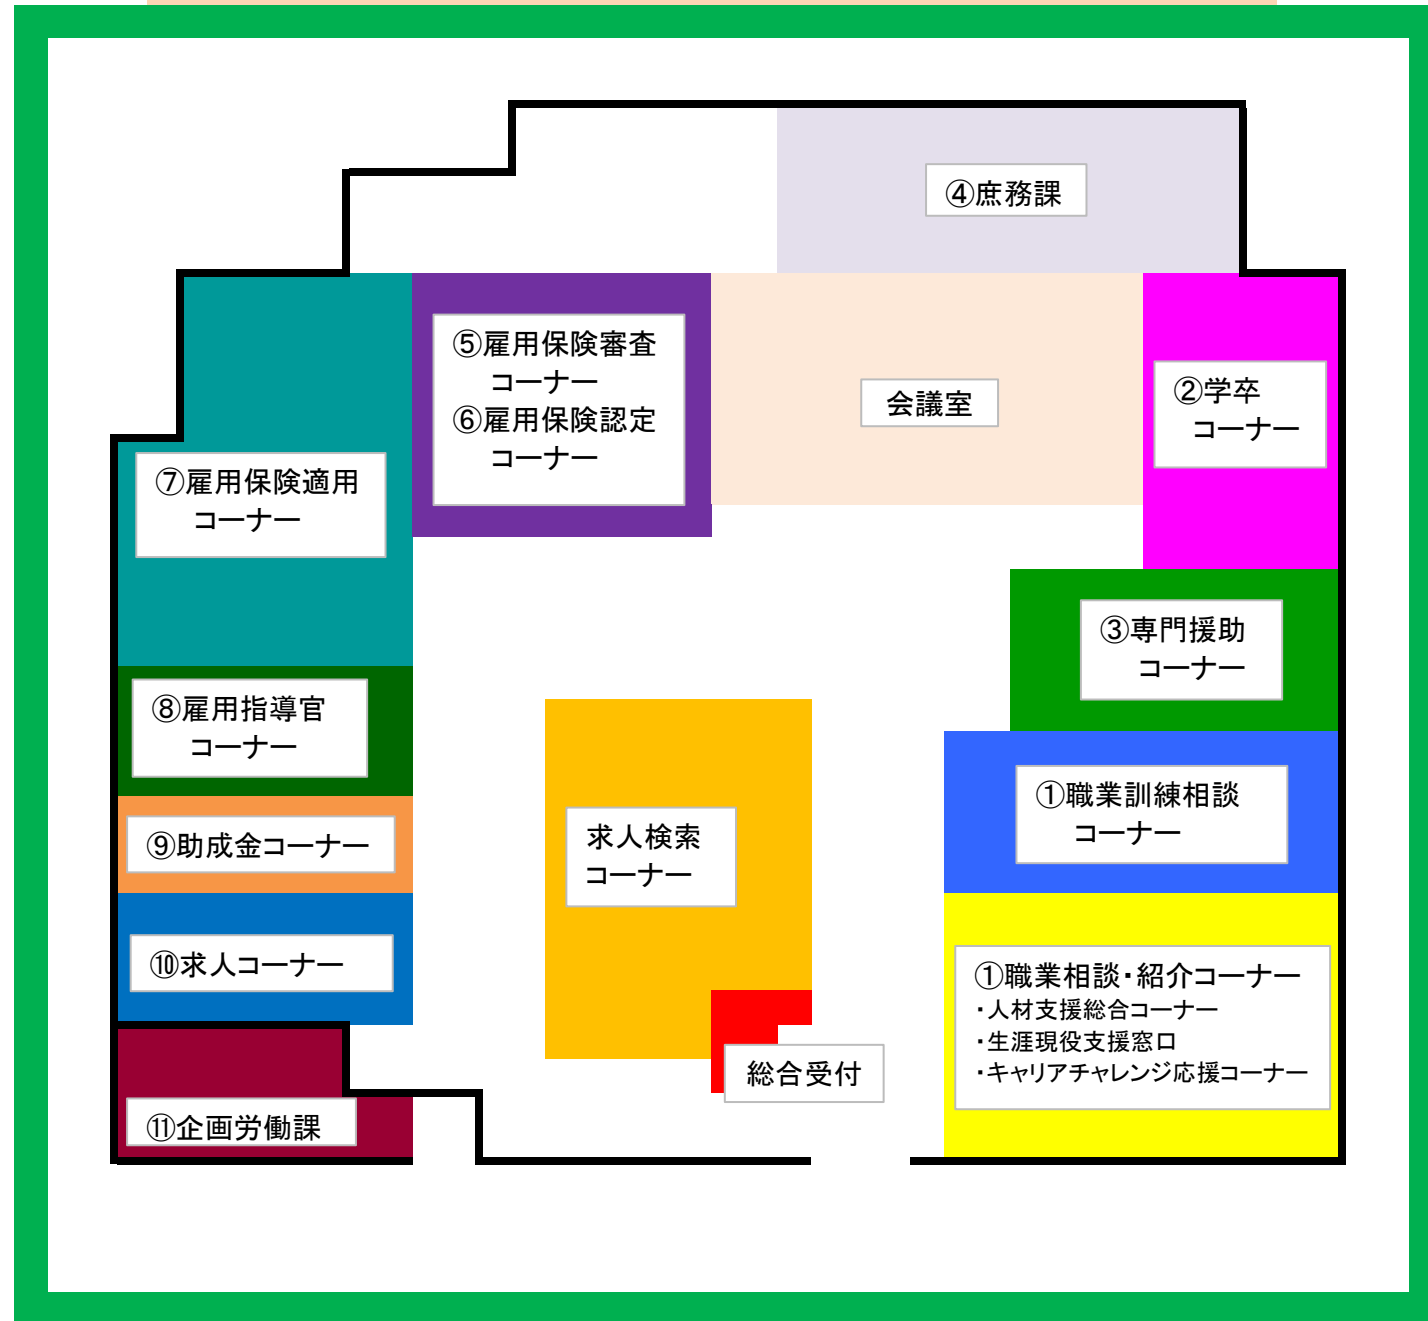 ④庶務課
⑤雇用保険審査
コーナー
⑥雇用保険認定
コーナー
会議室
②学卒
コーナー
⑦雇用保険適用
コーナー
③専門援助
コーナー
⑧雇用指導官
コーナー
①職業訓練相談
コーナー
求人検索
コーナー
⑨助成金コーナー
⑩求人コーナー
①職業相談・紹介コーナー
・人材支援総合コーナー
・生涯現役支援窓口
・キャリアチャレンジ応援コーナー
総合受付
⑪企画労働課